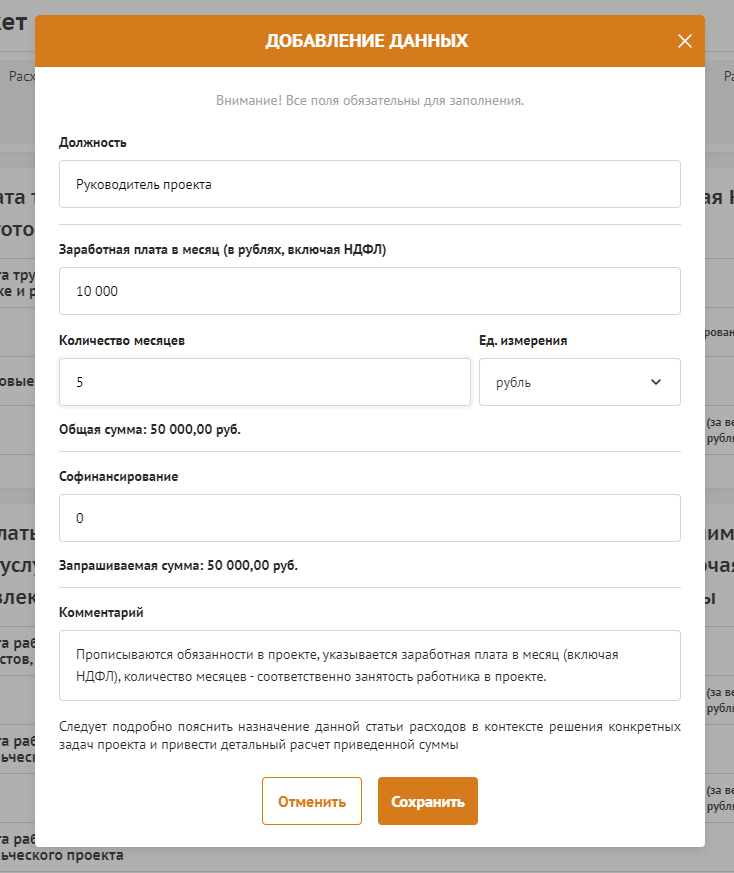 ДОБАВЛЕНИЕ ДАННЫХ
Внимание! Все поля обязательны для заполнения.
Должность
Руководитель проекта
Заработная плата в месяц (в рублях, включая НДФЛ)
10 000
Количество месяцев
Ед. измерения
5
рубль
Общая сумма: 50 000,00 руб.
Софинансирование
0
Запрашиваемая сумма: 50 000,00 руб.
Комментарий
Прописываются обязанности в проекте, указывается заработная плата в месяц (включая
НДФЛ), количество месяцев - соответственно занятость работника в проекте.
Следует подробно пояснить назначение данной статьи расходов в контексте решения конкретных
задач проекта и привести детальный расчет приведенной суммы
Отменить
Сохранить
ьческого проекта